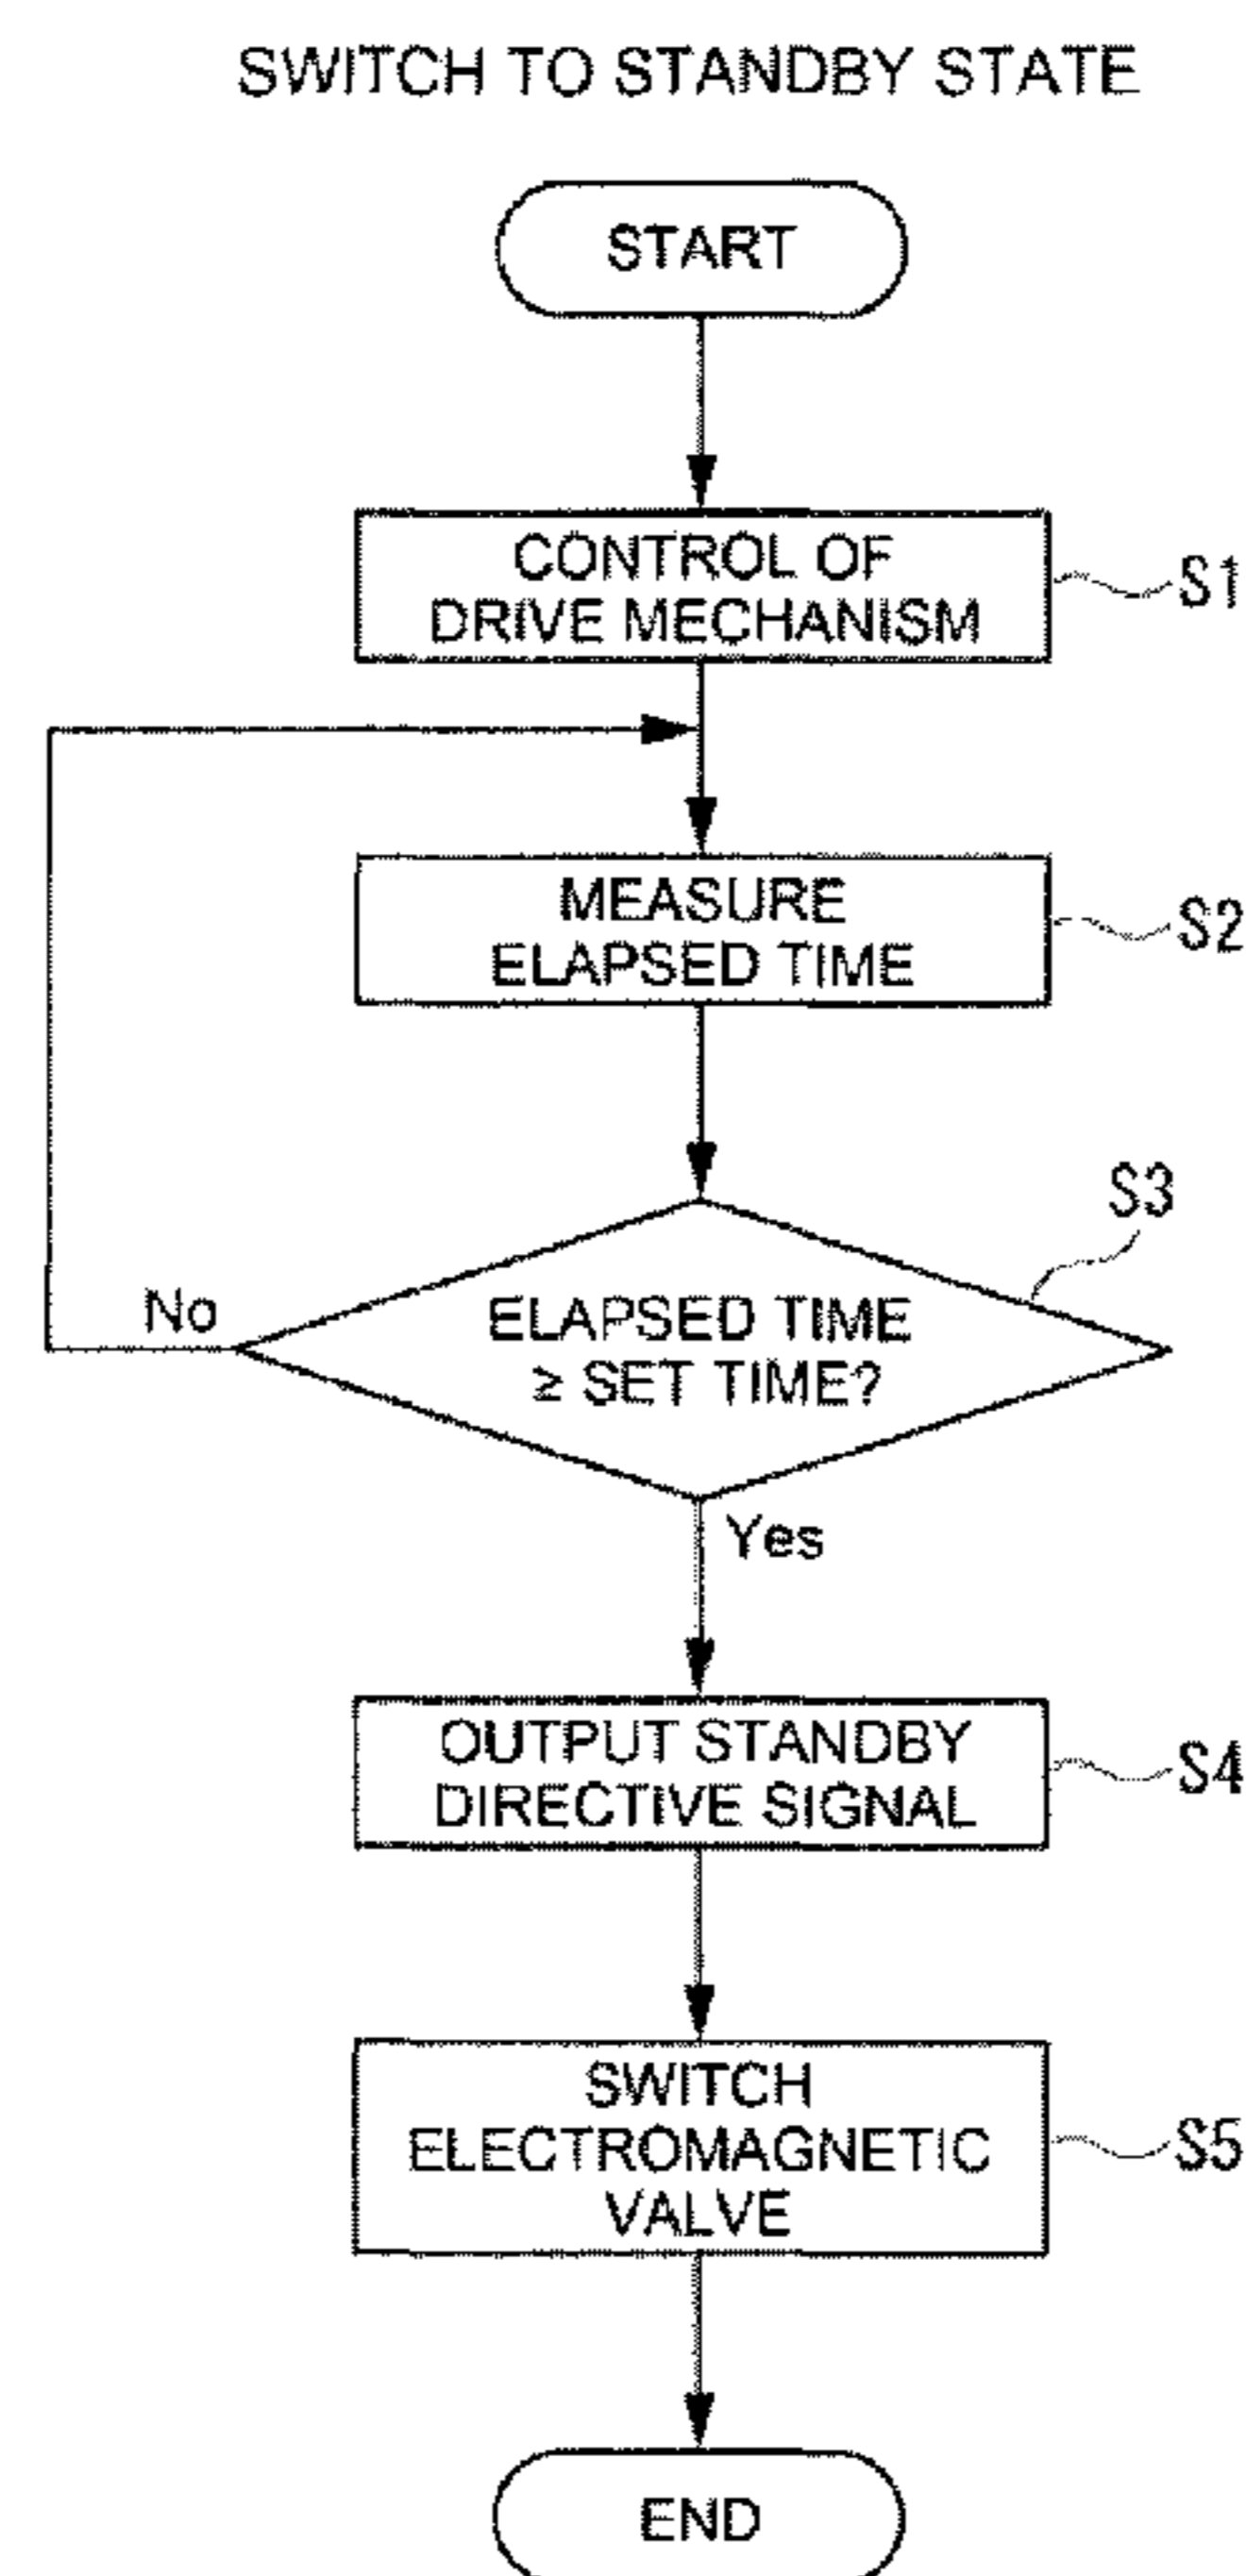 SWITCH TO STANDBY STATE
START
CONTROL OF
DRIVE MECHANISM
S1
MEASURE
ELAPSED TIME
S2
S3
ELAPSED TIME
≥ SET TIME?
No
Yes
OUTPUT STANDBY
DIRECTIVE SIGNAL
S4
SWITCH
ELECTROMAGNETIC
VALVE
S5
END